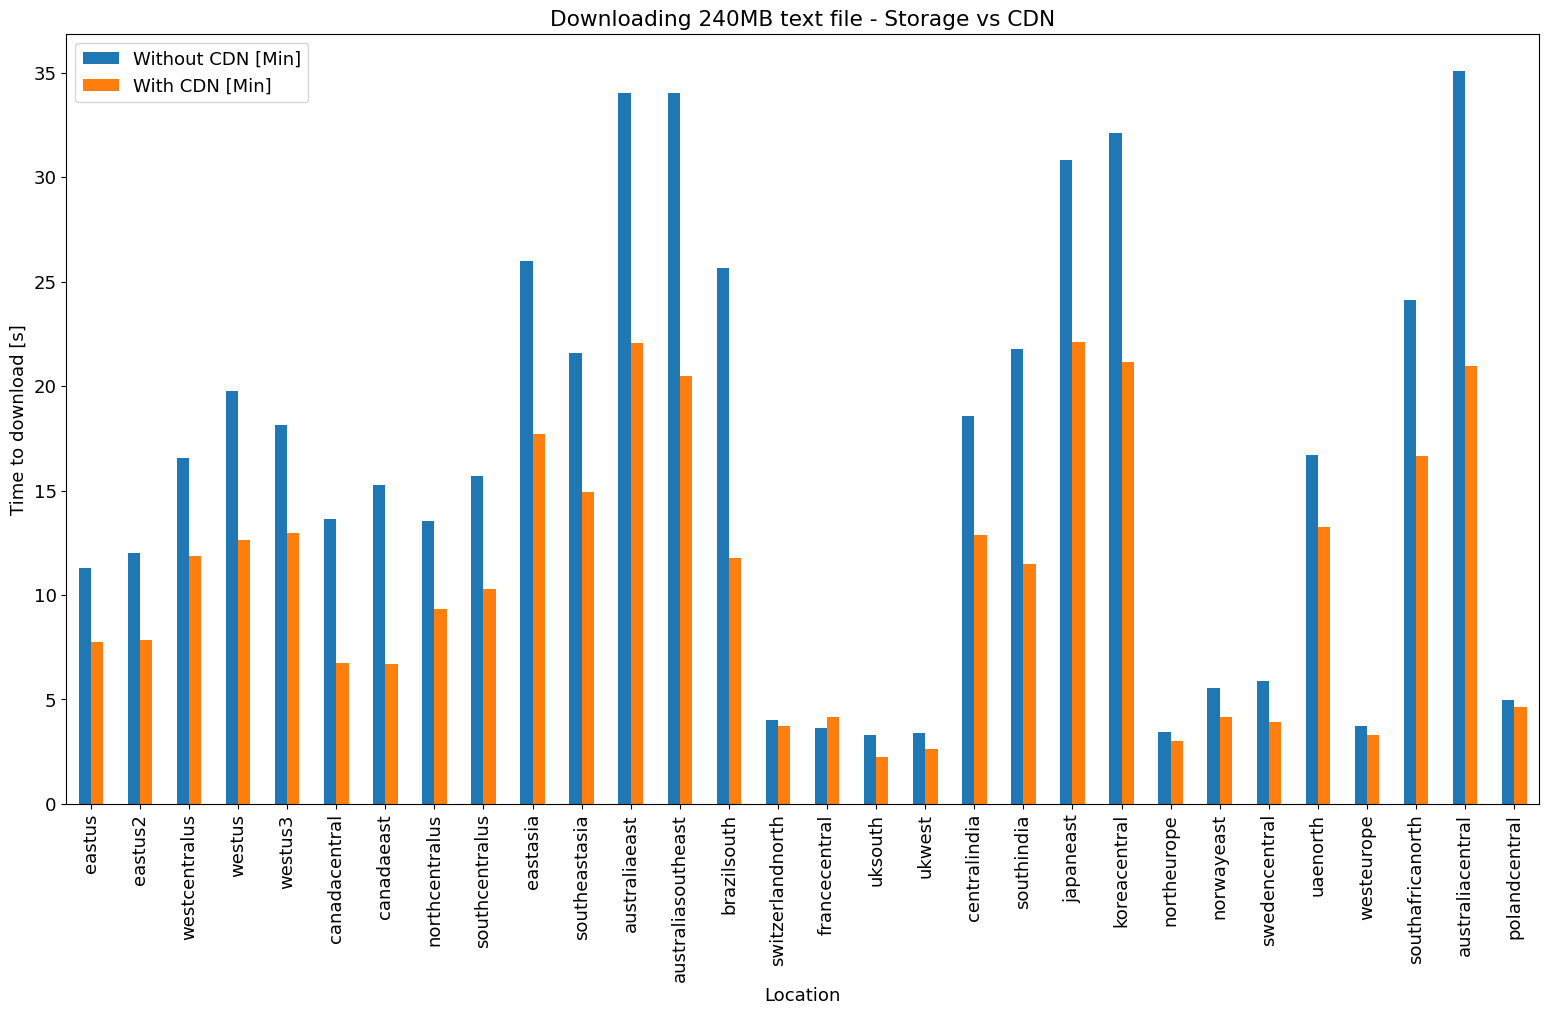 Downloading 240MB text file - Storage vs CDN
Without CDN [Min]
With CDN [Min]
Time to download [s]
35
30
25
20
15
10
5
0
eastus
eastus2
westcentralus
westus
westus3
canadacentral
canadaeast
northcentralus
southcentralus
eastasia
southeastasia
australiaeast
australiasoutheast
brazilsouth
switzerlandnorth
francecentral
uksouth
ukwest
centralindia
southindia
japaneast
koreacentral
northeurope
norwayeast
swedencentral
uaenorth
westeurope
southafricanorth
australiacentral
polandcentral
Location